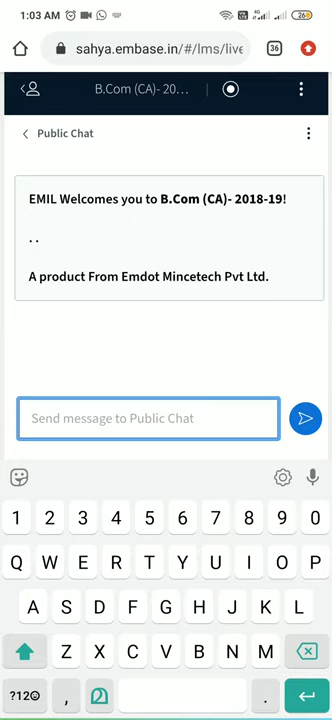 1:03 AM
26
sahya.embase.in/#/lms/live
36
B.Com (CA)- 20...
Public Chat
EMIL Welcomes you to B.Com (CA)- 2018-19!
. .
A product From Emdot Mincetech Pvt Ltd.
Send message to Public Chat
1 2 3 4 5 6 7 8 9 0
Q W E R T Y U I O P
A S D F G H J K L
Z X C V B N M
?12☺ , മ .